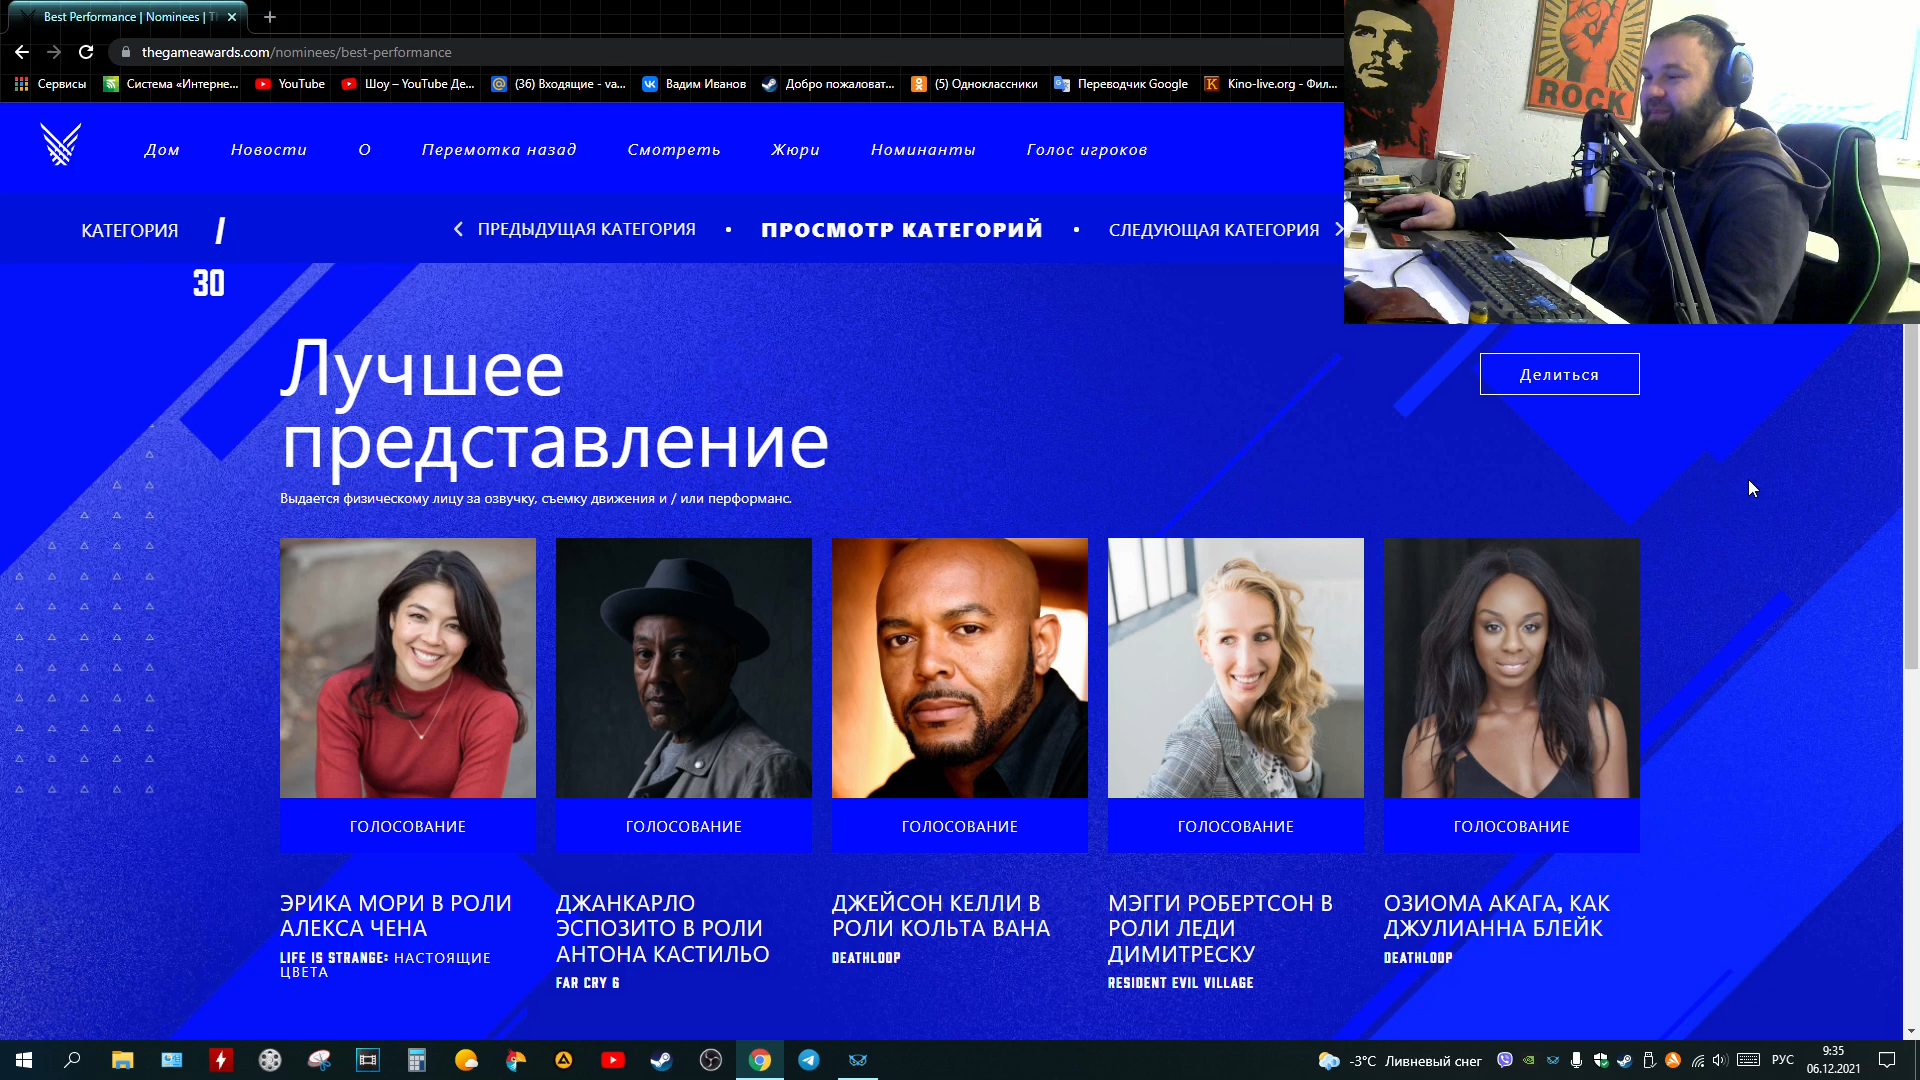 Best Performance | Nominees | T
thegameawards.com/nominees/best-performance
Сервисы
Система «Интерне...
YouTube
Шоу – YouTube Де...
(36) Входящие - va...
Вадим Иванов
Добро пожаловат...
(5) Одноклассники
Переводчик Google
Kino-live.org - Фил...
ROCK
Дом
Новости
О
Перемотка назад
Смотреть
Жюри
Номинанты
Голос игроков
КАТЕГОРИЯ
/
30
ПРЕДЫДУЩАЯ КАТЕГОРИЯ
ПРОСМОТР КАТЕГОРИЙ
СЛЕДУЮЩАЯ КАТЕГОРИЯ
Лучшее
представление
Делиться
Выдается физическому лицу за озвучку, съемку движения и / или перформанс.
ГОЛОСОВАНИЕ
ГОЛОСОВАНИЕ
ГОЛОСОВАНИЕ
ГОЛОСОВАНИЕ
ГОЛОСОВАНИЕ
ЭРИКА МОРИ В РОЛИ
АЛЕКСА ЧЕНА
LIFE IS STRANGE: НАСТОЯЩИЕ
ЦВЕТА
ДЖАНКАРЛО
ЭСПОЗИТО В РОЛИ
АНТОНА КАСТИЛЬО
FAR CRY 6
ДЖЕЙСОН КЕЛЛИ В
РОЛИ КОЛЬТА ВАНА
DEATHLOOP
МЭГГИ РОБЕРТСОН В
РОЛИ ЛЕДИ
ДИМИТРЕСКУ
RESIDENT EVIL VILLAGE
ОЗИОМА АКАГА, КАК
ДЖУЛИАННА БЛЕЙК
DEATHLOOP
-3°C Ливневый снег
РУС
9:35
06.12.2021